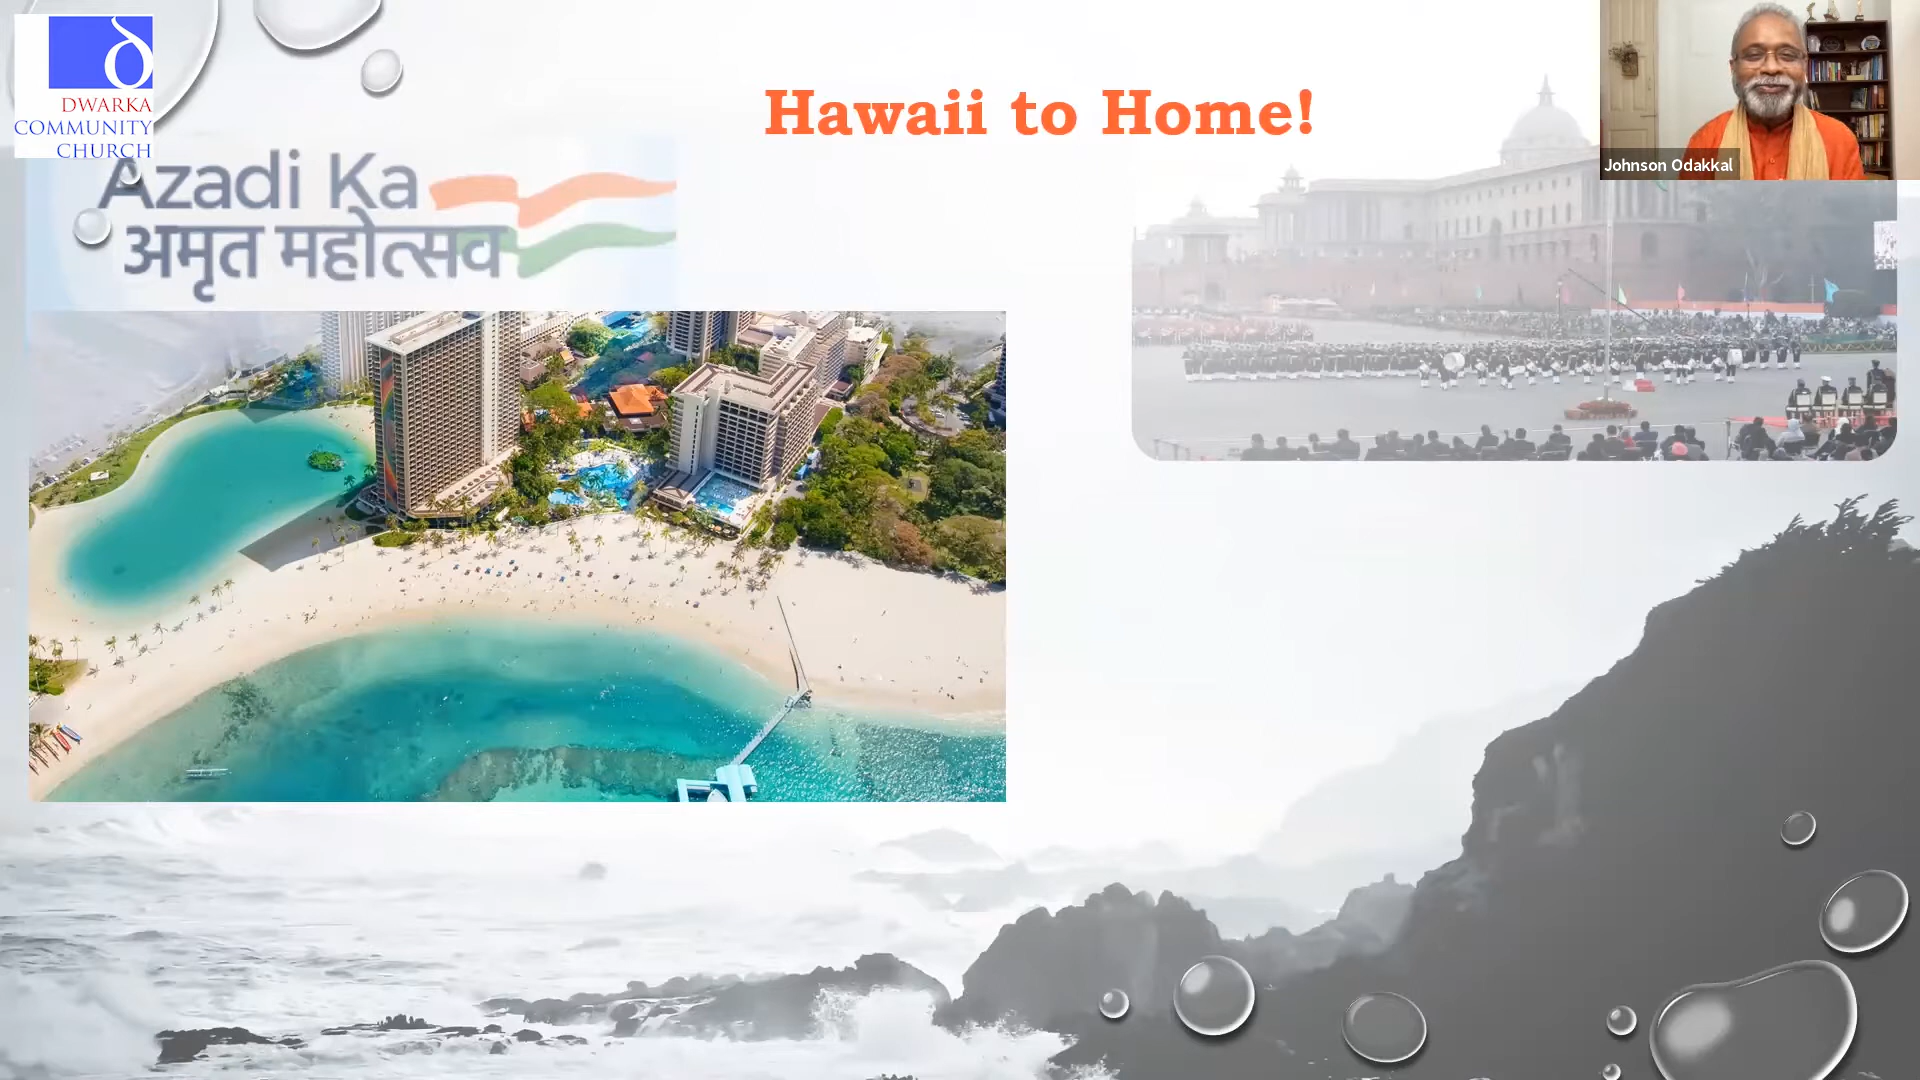 DWARKA
COMMUNITY
CHURCH
Hawaii to Home!
Azadi Ka
अमृत महोत्सव
Johnson Odakkal